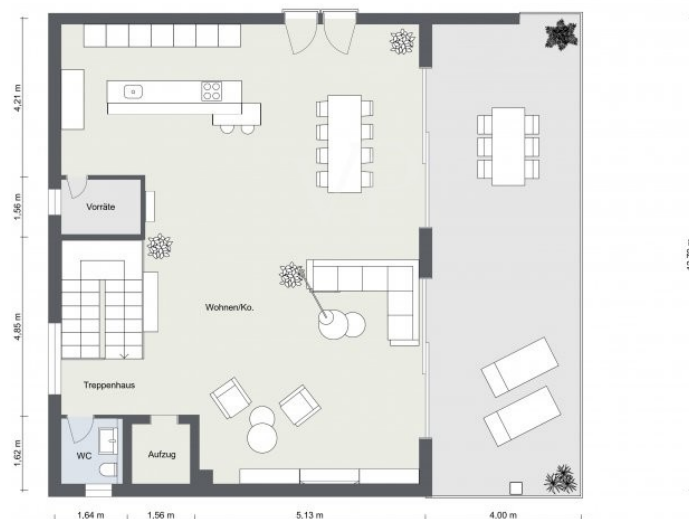 4,21 m
1,56 m
Vorräte
Wohnen/Ko.
4,85 m
Treppenhaus
WC
Aufzug
1,62 m
1,64 m
1,56 m
5,13 m
4,00 m